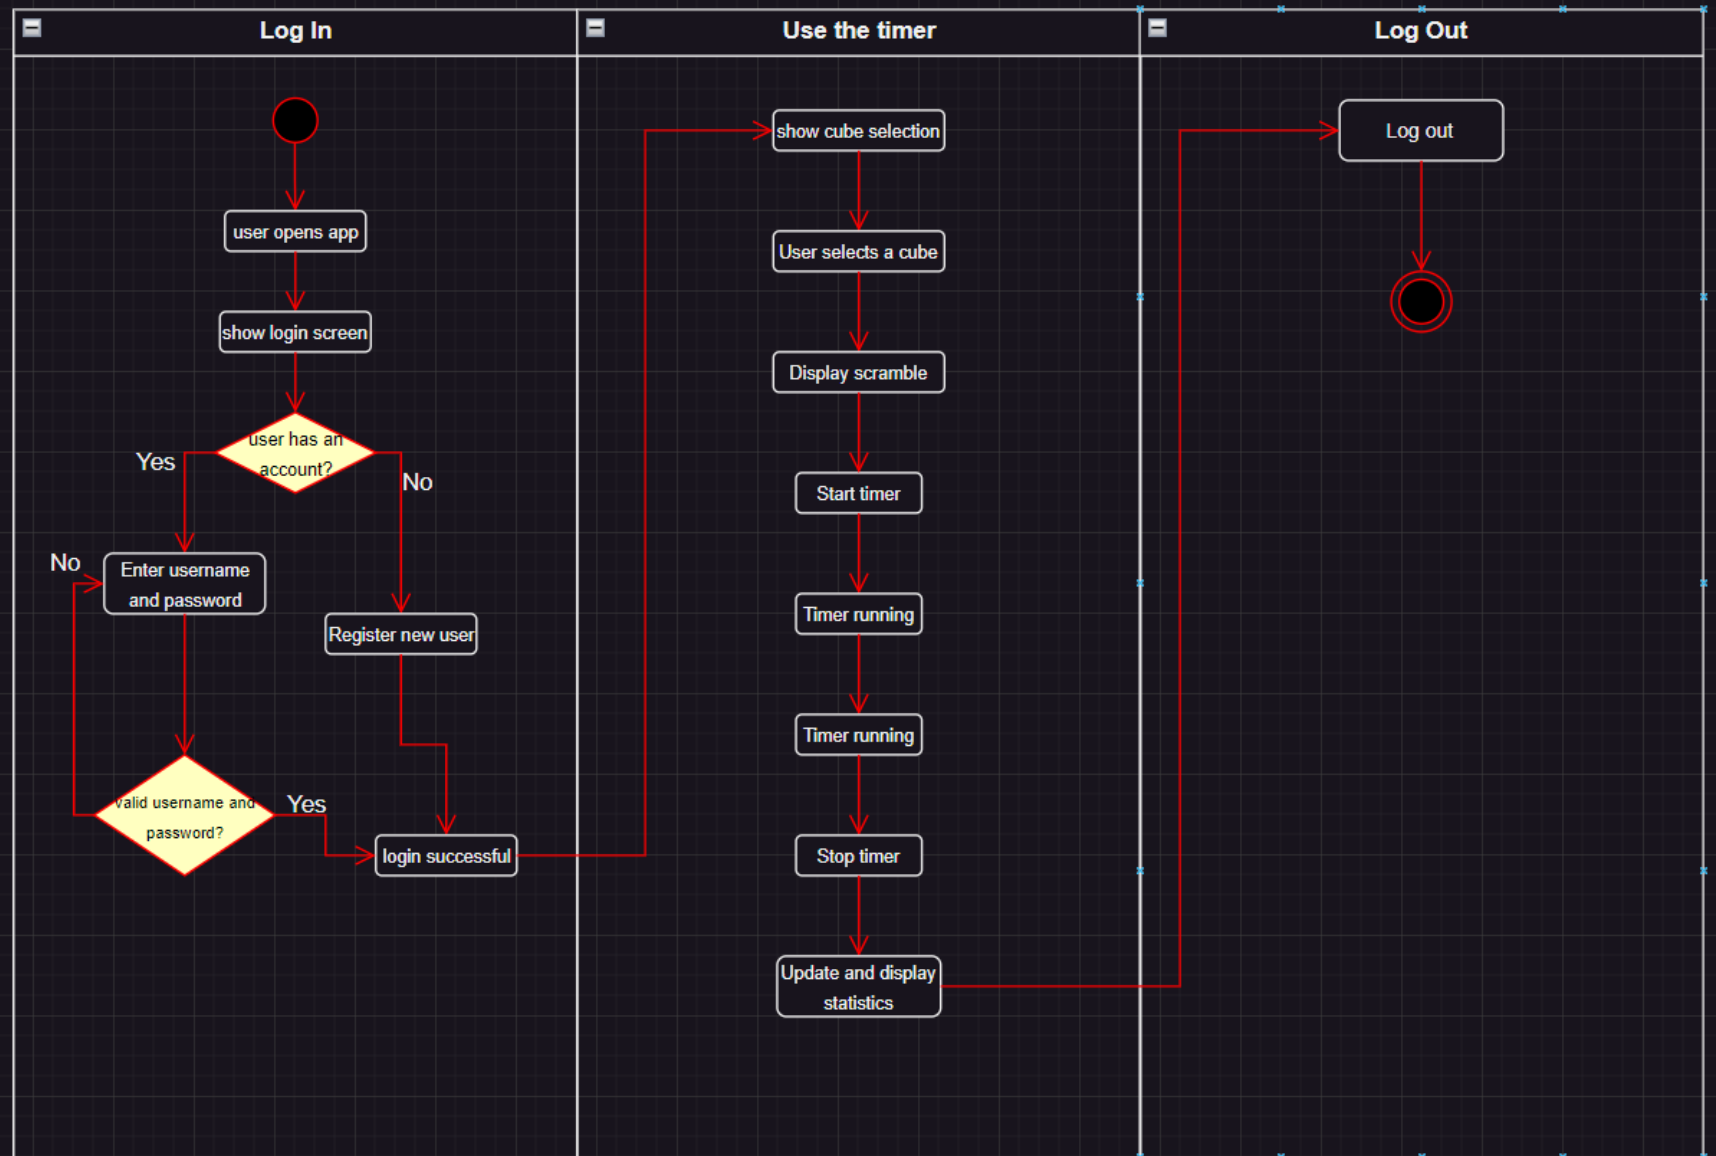 Log In
Use the timer
Log Out
user opens app
show login screen
user has an
account?
Yes
No
No
Enter username
and password
Register new user
valid username and
password?
Yes
login successful
show cube selection
User selects a cube
Display scramble
Start timer
Timer running
Timer running
Stop timer
Update and display
statistics
Log out